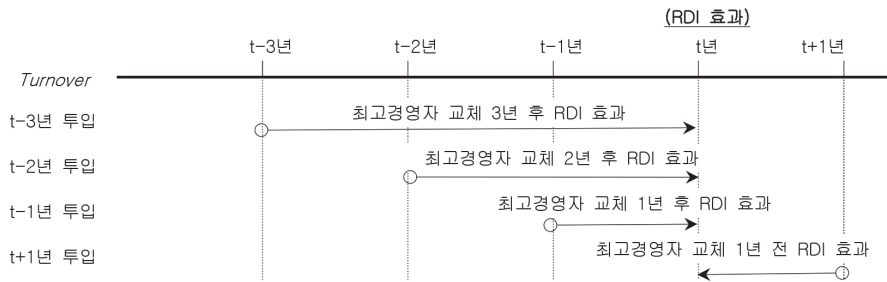 (RDI 효과)
t-3년 t-2년 t-1년 t년 t+1년
Turnover
t-3년 투입 최고경영자 교체 3년 후 RDI 효과
t-2년 투입 최고경영자 교체 2년 후 RDI 효과
t-1년 투입 최고경영자 교체 1년 후 RDI 효과
t+1년 투입 최고경영자 교체 1년 전 RDI 효과